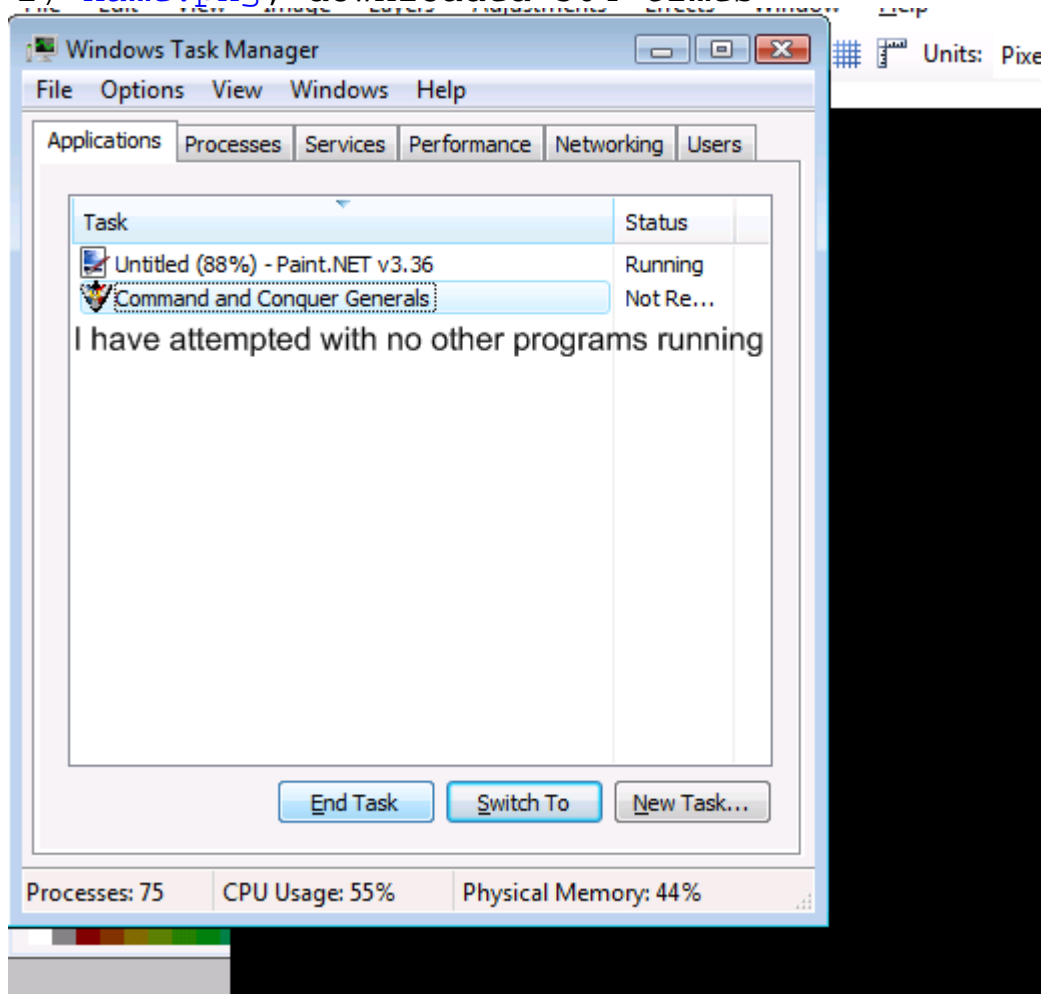 Windows Task Manager
Units: Pixe
File Options View Windows Help
Applications Processes Services Performance Networking Users
Task Status
Untitled (88%) - Paint.NET v3.36 Running
Command and Conquer Generals Not Re...
I have attempted with no other programs running
End Task Switch To New Task...
Processes: 75 CPU Usage: 55% Physical Memory: 44%